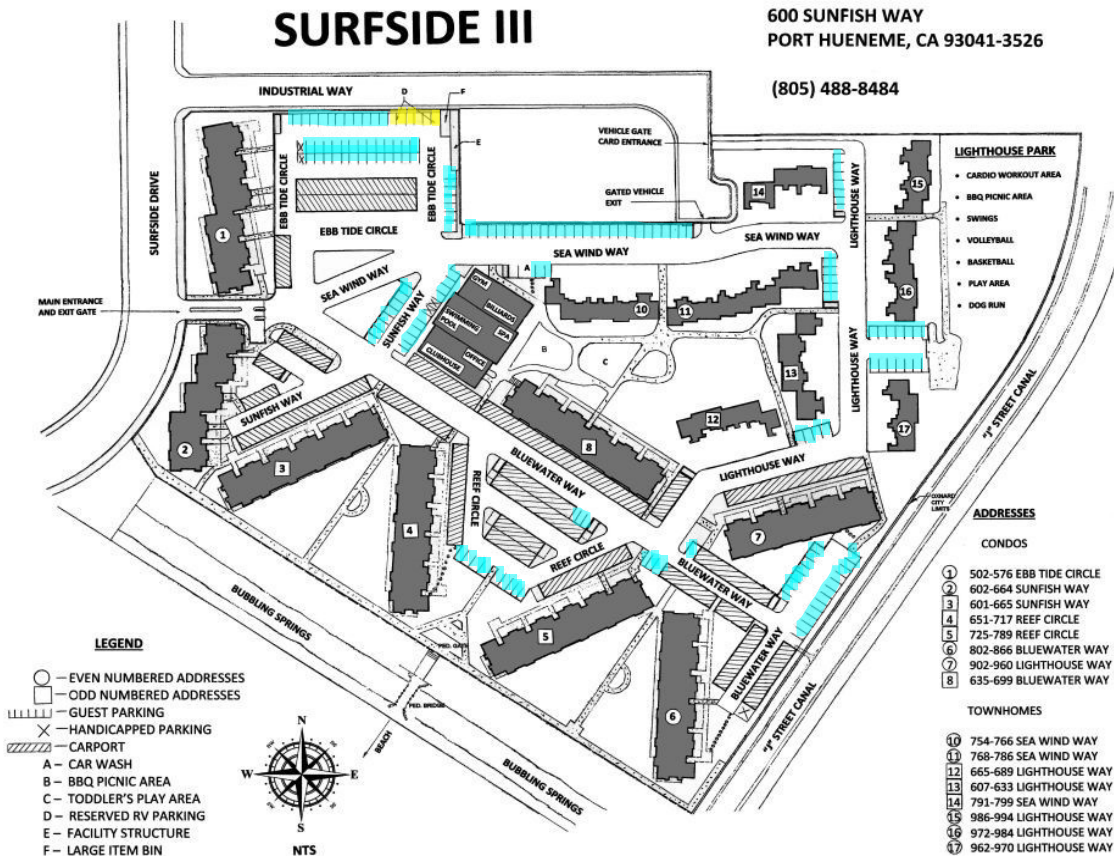 SURFSIDE III
600 SUNFISH WAY
PORT HUENEME, CA 93041-3526
(805) 488-8484
INDUSTRIAL WAY
D
F
E
VEHICLE GATE
CARD ENTRANCE
GATED VEHICLE
EXIT
SURFSIDE DRIVE
EBB TIDE CIRCLE
EBB TIDE CIRCLE
EBB TIDE CIRCLE
1
14
15
LIGHTHOUSE WAY
LIGHTHOUSE PARK
• CARDIO WORKOUT AREA
• BBQ PICNIC AREA
• SWINGS
• VOLLEYBALL
• BASKETBALL
• PLAY AREA
• DOG RUN
SEA WIND WAY
SEA WIND WAY
SEA WIND WAY
MAIN ENTRANCE
AND EXIT GATE
SUNFISH WAY
A
GYM
BILLIARDS
SWIMMING
POOL
SPA
CLUBHOUSE
OFFICE
10
11
16
B
C
13
LIGHTHOUSE WAY
12
17
SUNFISH WAY
2
3
8
BLUEWATER WAY
LIGHTHOUSE WAY
"J" STREET CANAL
OXNARD
CITY
LIMITS
4
REEF CIRCLE
7
REEF CIRCLE
BLUEWATER WAY
5
6
BLUEWATER WAY
"J" STREET CANAL
BUBBLING SPRINGS
PED. GATE
PED. BRIDGE
BEACH
BUBBLING SPRINGS
LEGEND
— EVEN NUMBERED ADDRESSES
— ODD NUMBERED ADDRESSES
— GUEST PARKING
— HANDICAPPED PARKING
— CARPORT
A – CAR WASH
B – BBQ PICNIC AREA
C – TODDLER'S PLAY AREA
D – RESERVED RV PARKING
E – FACILITY STRUCTURE
F – LARGE ITEM BIN
N
W
E
S
NTS
ADDRESSES
CONDOS
1 502-576 EBB TIDE CIRCLE
2 602-664 SUNFISH WAY
3 601-665 SUNFISH WAY
4 651-717 REEF CIRCLE
5 725-789 REEF CIRCLE
6 802-866 BLUEWATER WAY
7 902-960 LIGHTHOUSE WAY
8 635-699 BLUEWATER WAY
TOWNHOMES
10 754-766 SEA WIND WAY
11 768-786 SEA WIND WAY
12 665-689 LIGHTHOUSE WAY
13 607-633 LIGHTHOUSE WAY
14 791-799 SEA WIND WAY
15 986-994 LIGHTHOUSE WAY
16 972-984 LIGHTHOUSE WAY
17 962-970 LIGHTHOUSE WAY